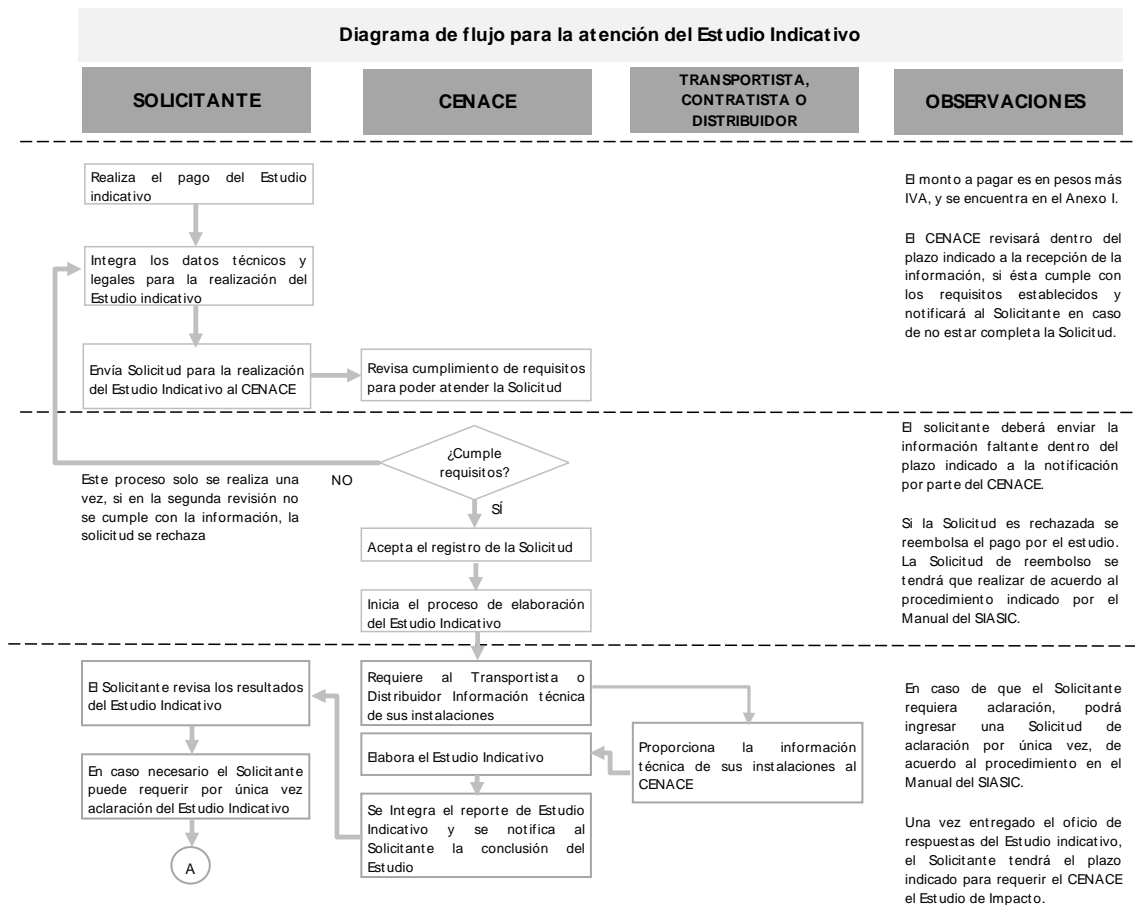 Diagrama de flujo para la atención del Estudio Indicativo
SOLICITANTE
CENACE
TRANSPORTISTA,
CONTRATISTA O
DISTRIBUIDOR
OBSERVACIONES
Realiza el pago del Estudio
indicativo
Integra los datos técnicos y
legales para la realización del
Estudio indicativo
Envía Solicitud para la realización
del Estudio Indicativo al CENACE
Revisa cumplimiento de requisitos
para poder atender la Solicitud
El monto a pagar es en pesos más
IVA, y se encuentra en el Anexo I.
El CENACE revisará dentro del
plazo indicado a la recepción de la
información, si ésta cumple con
los requisitos establecidos y
notificará al Solicitante en caso
de no estar completa la Solicitud.
¿Cumple
requisitos?
NO
SÍ
Este proceso solo se realiza una
vez, si en la segunda revisión no
se cumple con la información, la
solicitud se rechaza
Acepta el registro de la Solicitud
Inicia el proceso de elaboración
del Estudio Indicativo
El solicitante deberá enviar la
información faltante dentro del
plazo indicado a la notificación
por parte del CENACE.
Si la Solicitud es rechazada se
reembolsa el pago por el estudio.
La Solicitud de reembolso se
tendrá que realizar de acuerdo al
procedimiento indicado por el
Manual del SIASIC.
El Solicitante revisa los resultados
del Estudio Indicativo
En caso necesario el Solicitante
puede requerir por única vez
aclaración del Estudio Indicativo
A
Requiere al Transportista o
Distribuidor Información técnica
de sus instalaciones
Elabora el Estudio Indicativo
Se Integra el reporte de Estudio
Indicativo y se notifica al
Solicitante la conclusión del
Estudio
Proporciona la información
técnica de sus instalaciones al
CENACE
En caso de que el Solicitante
requiera aclaración, podrá
ingresar una Solicitud de
aclaración por única vez, de
acuerdo al procedimiento en el
Manual del SIASIC.
Una vez entregado el oficio de
respuestas del Estudio indicativo,
el Solicitante tendrá el plazo
indicado para requerir el CENACE
el Estudio de Impacto.